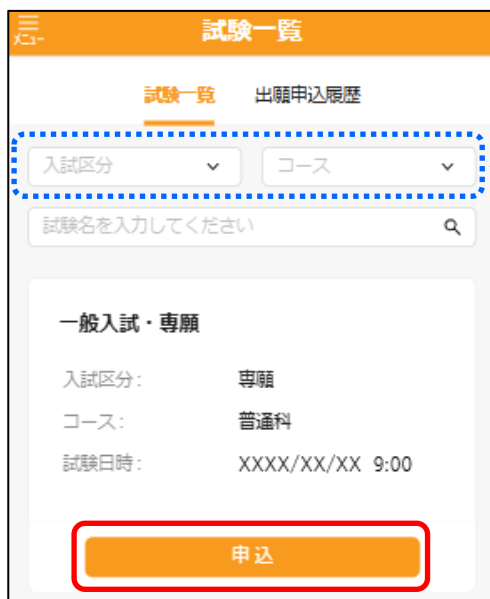 メニュー
試験一覧
試験一覧 出願申込履歴
入試区分 コース
試験名を入力してください
一般入試・専願
入試区分: 専願
コース: 普通科
試験日時: XXXX/XX/XX 9:00
申込